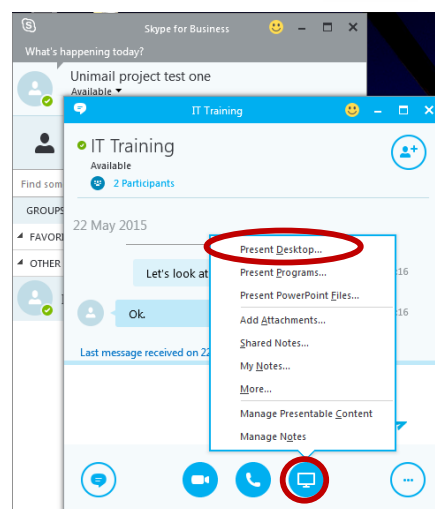 Skype for Business
What's happening today?
Unimail project test one
Available
IT Training
IT Training
Available
2 Participants
Find som
GROUPS
FAVORI
OTHER
22 May 2015
Let's look at
:16
Ok.
:16
Last message received on 22
Present Desktop...
Present Programs...
Present PowerPoint Files...
Add Attachments...
Shared Notes...
My Notes...
More...
Manage Presentable Content
Manage Notes